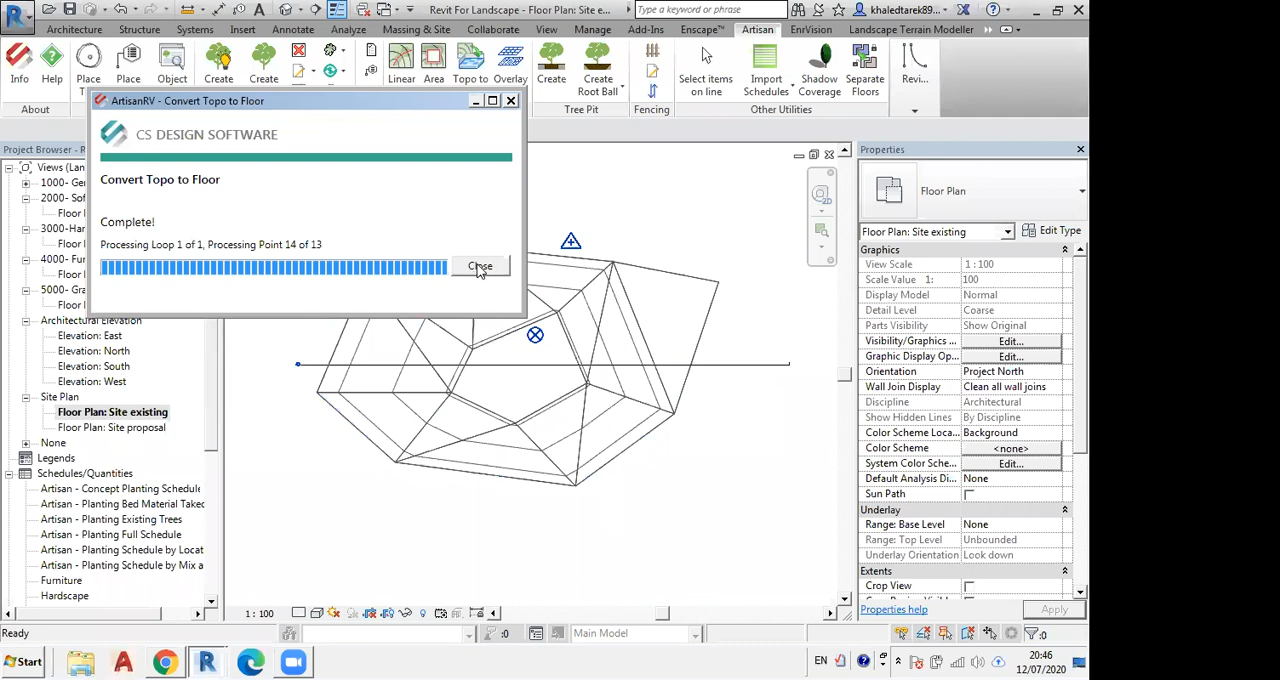 Revit For Landscape - Floor Plan: Site e...
Type a keyword or phrase
khaledtarek89...
Architecture Structure Systems Insert Annotate Analyze Massing & Site Collaborate View Manage Add-Ins Enscape™ Artisan EnrVision Landscape Terrain Modeller
Info Help Place Place Object Create Create Linear Area Topo to Overlay Create Create Root Ball Select items on line Import Schedules Shadow Coverage Separate Floors Revi...
About Tree Pit Fencing Other Utilities
ArtisanRV - Convert Topo to Floor
CS DESIGN SOFTWARE
Convert Topo to Floor
Complete!
Processing Loop 1 of 1, Processing Point 14 of 13
Close
Project Browser - R
Views (Lan
1000- Ge
2000- Sof
Floor
3000-Har
Floor
4000- Fur
Floor
5000- Gra
Floor
Architectural Elevation
Elevation: East
Elevation: North
Elevation: South
Elevation: West
Site Plan
Floor Plan: Site existing
Floor Plan: Site proposal
None
Legends
Schedules/Quantities
Artisan - Concept Planting Schedule
Artisan - Planting Bed Material Takeo
Artisan - Planting Existing Trees
Artisan - Planting Full Schedule
Artisan - Planting Schedule by Locat
Artisan - Planting Schedule by Mix a
Furniture
Hardscape
2D
Properties
Floor Plan
Floor Plan: Site existing Edit Type
Graphics
View Scale 1 : 100
Scale Value 1: 100
Display Model Normal
Detail Level Coarse
Parts Visibility Show Original
Visibility/Graphics ... Edit...
Graphic Display Op... Edit...
Orientation Project North
Wall Join Display Clean all wall joins
Discipline Architectural
Show Hidden Lines By Discipline
Color Scheme Loca... Background
Color Scheme <none>
System Color Sche... Edit...
Default Analysis Di... None
Sun Path
Underlay
Range: Base Level None
Range: Top Level Unbounded
Underlay Orientation Look down
Extents
Crop View
Properties help Apply
1 : 100
Ready :0 Main Model :0
Start EN 20:46
12/07/2020